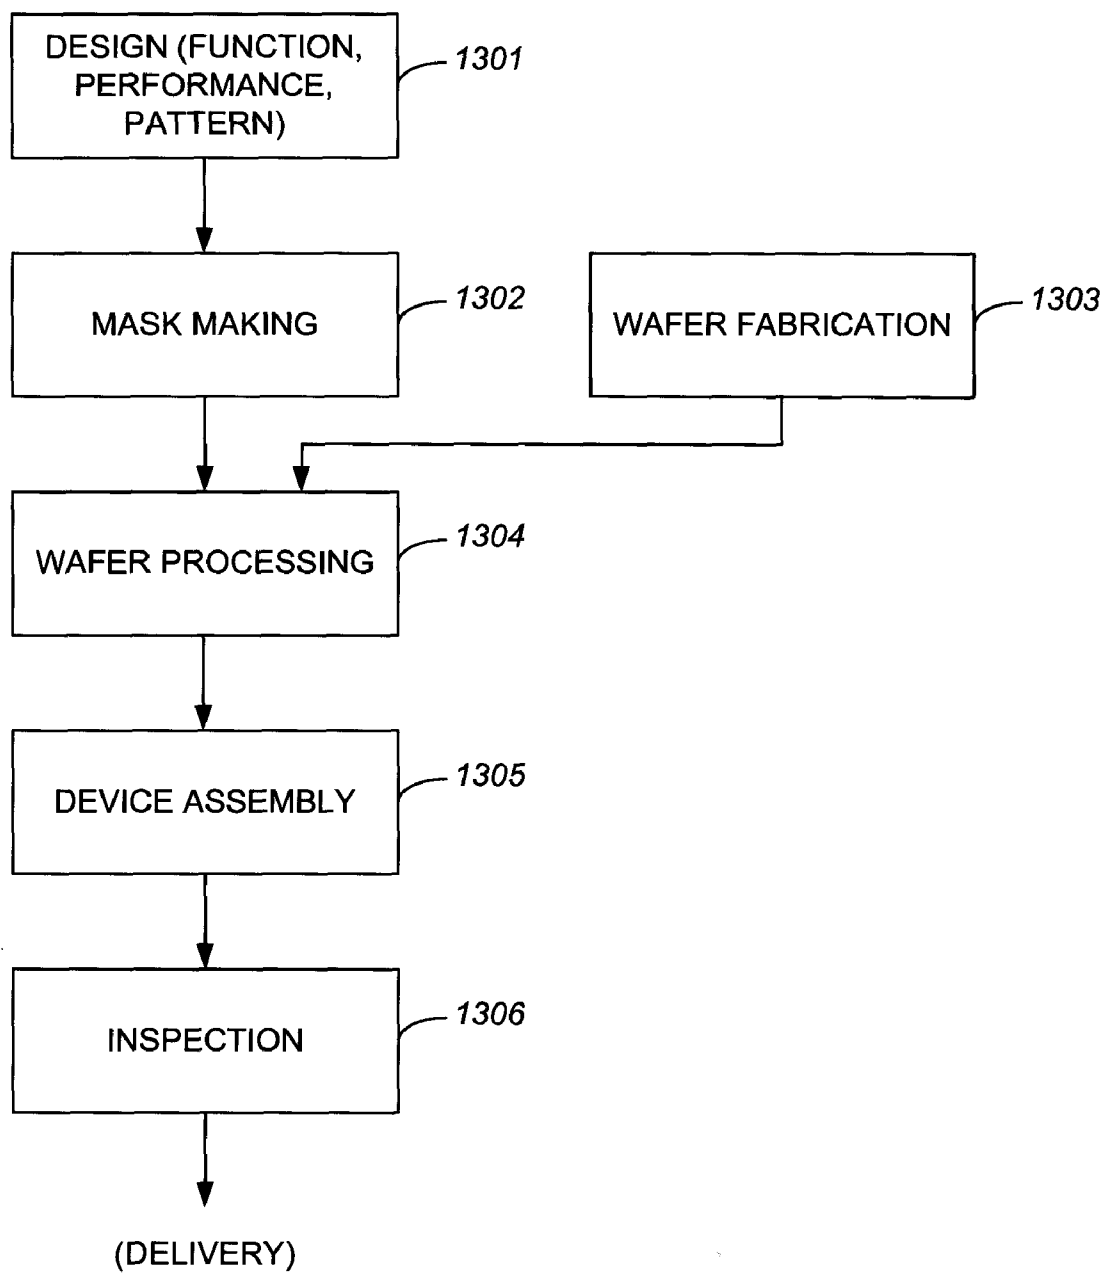 DESIGN (FUNCTION,
PERFORMANCE,
PATTERN)
1301
MASK MAKING
1302
WAFER FABRICATION
1303
WAFER PROCESSING
1304
DEVICE ASSEMBLY
1305
INSPECTION
1306
(DELIVERY)